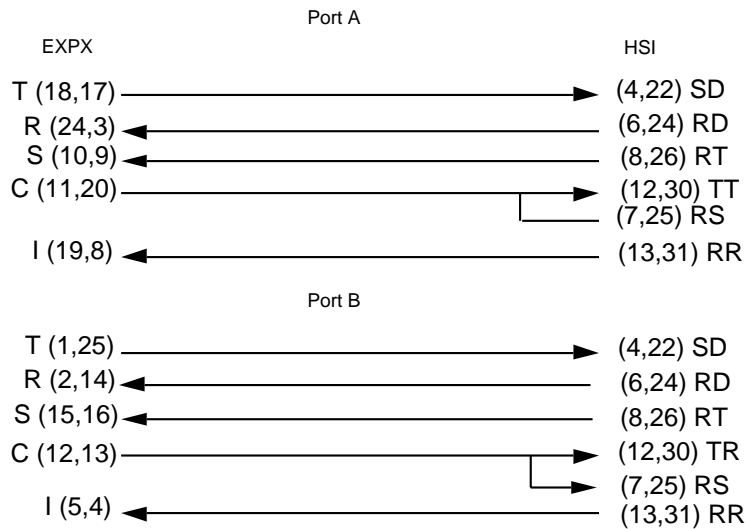 Port A
EXPX HSI
T (18,17) (4,22) SD
R (24,3) (6,24) RD
S (10,9) (8,26) RT
C (11,20) (12,30) TT
(7,25) RS
I (19,8) (13,31) RR
Port B
T (1,25) (4,22) SD
R (2,14) (6,24) RD
S (15,16) (8,26) RT
C (12,13) (12,30) TR
(7,25) RS
I (5,4) (13,31) RR